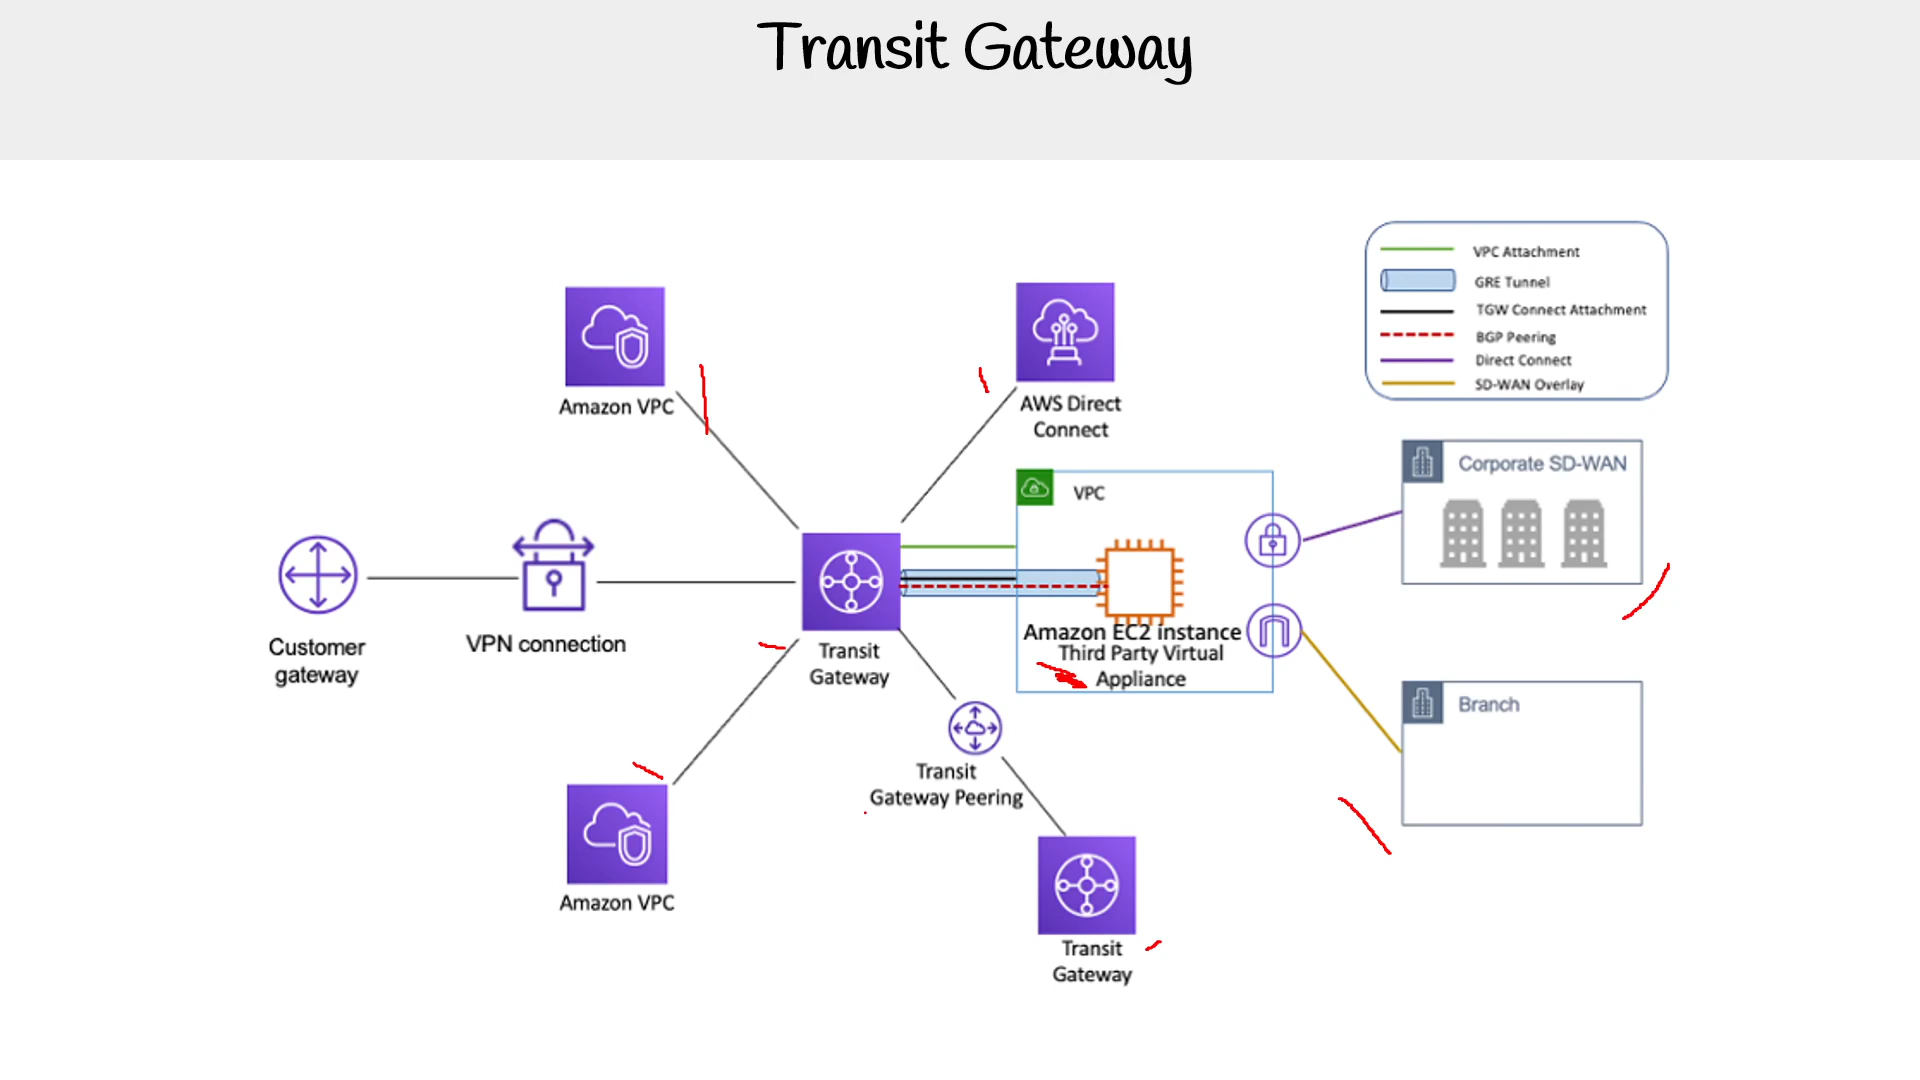 Transit Gateway
VPC Attachment
GRE Tunnel
TGW Connect Attachment
BGP Peering
Direct Connect
SD-WAN Overlay
Amazon VPC
AWS Direct
Connect
Corporate SD-WAN
VPC
Customer
gateway
VPN connection
Transit
Gateway
Amazon EC2 instance
Third Party Virtual
Appliance
Branch
Transit
Gateway Peering
Amazon VPC
Transit
Gateway